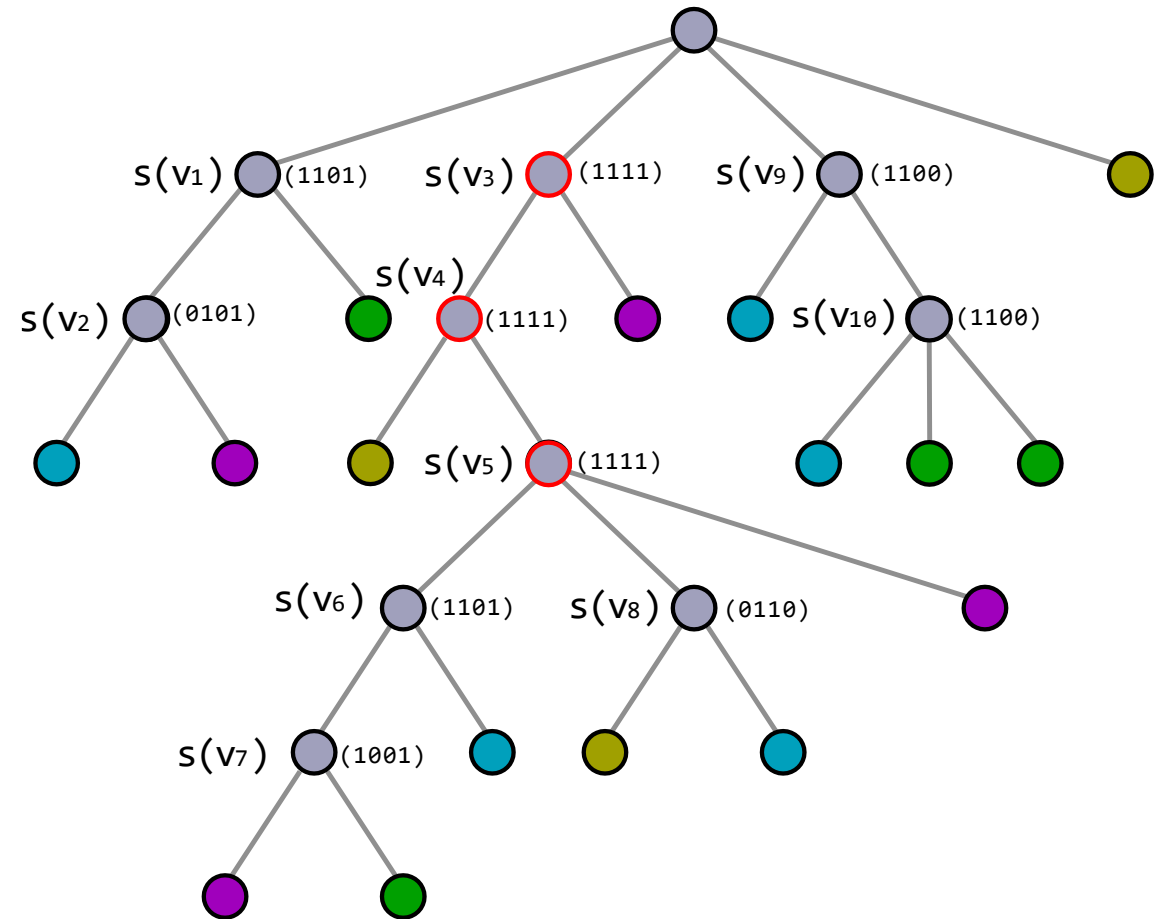 s(v1) (1101) s(v3) (1111) s(v9) (1100)
s(v4)
s(v2) (0101) (1111) s(v10) (1100)
s(v5) (1111)
s(v6) (1101) s(v8) (0110)
s(v7) (1001)